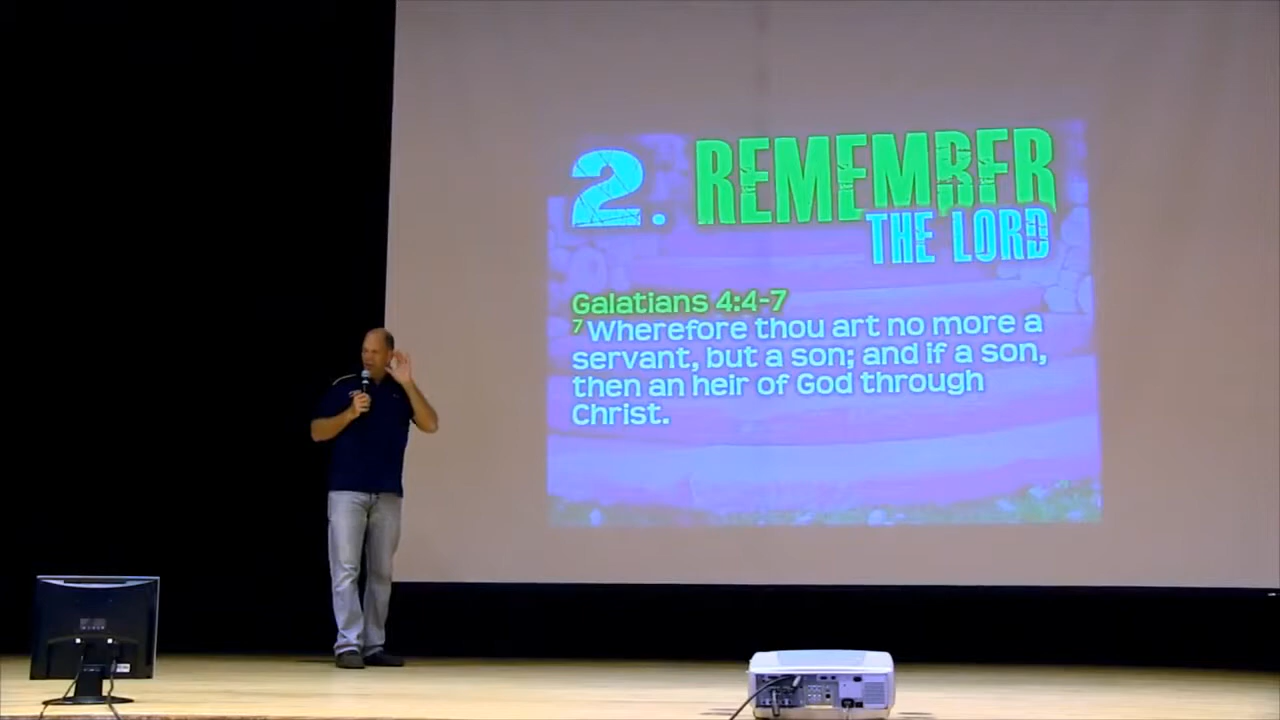 2. REMEMBER
THE LORD
Galatians 4:4-7
7 Wherefore thou art no more a
servant, but a son; and if a son,
then an heir of God through
Christ.